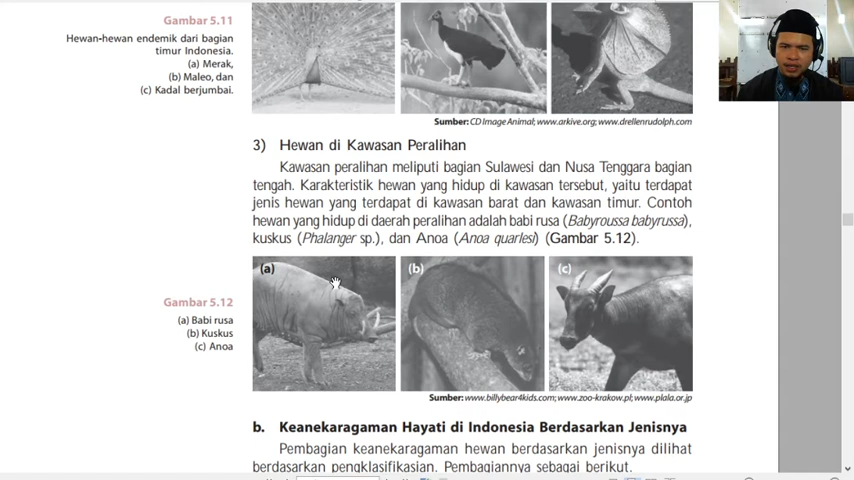 Gambar 5.11
Hewan-hewan endemik dari bagian
timur Indonesia.
(a) Merak,
(b) Maleo, dan
(c) Kadal berjumbai.
Sumber: CD Image Animal; www.arkive.org; www.drellenrudolph.com
3) Hewan di Kawasan Peralihan
Kawasan peralihan meliputi bagian Sulawesi dan Nusa Tenggara bagian
tengah. Karakteristik hewan yang hidup di kawasan tersebut, yaitu terdapat
jenis hewan yang terdapat di kawasan barat dan kawasan timur. Contoh
hewan yang hidup di daerah peralihan adalah babi rusa (Babyroussa babyrussa),
kuskus (Phalanger sp.), dan Anoa (Anoa quarlesi) (Gambar 5.12).
(a) (b) (c)
Gambar 5.12
(a) Babi rusa
(b) Kuskus
(c) Anoa
Sumber: www.billybear4kids.com; www.zoo-krakow.pl; www.plala.or.jp
b. Keanekaragaman Hayati di Indonesia Berdasarkan Jenisnya
Pembagian keanekaragaman hewan berdasarkan jenisnya dilihat
berdasarkan pengklasifikasian. Pembagiannya sebagai berikut.